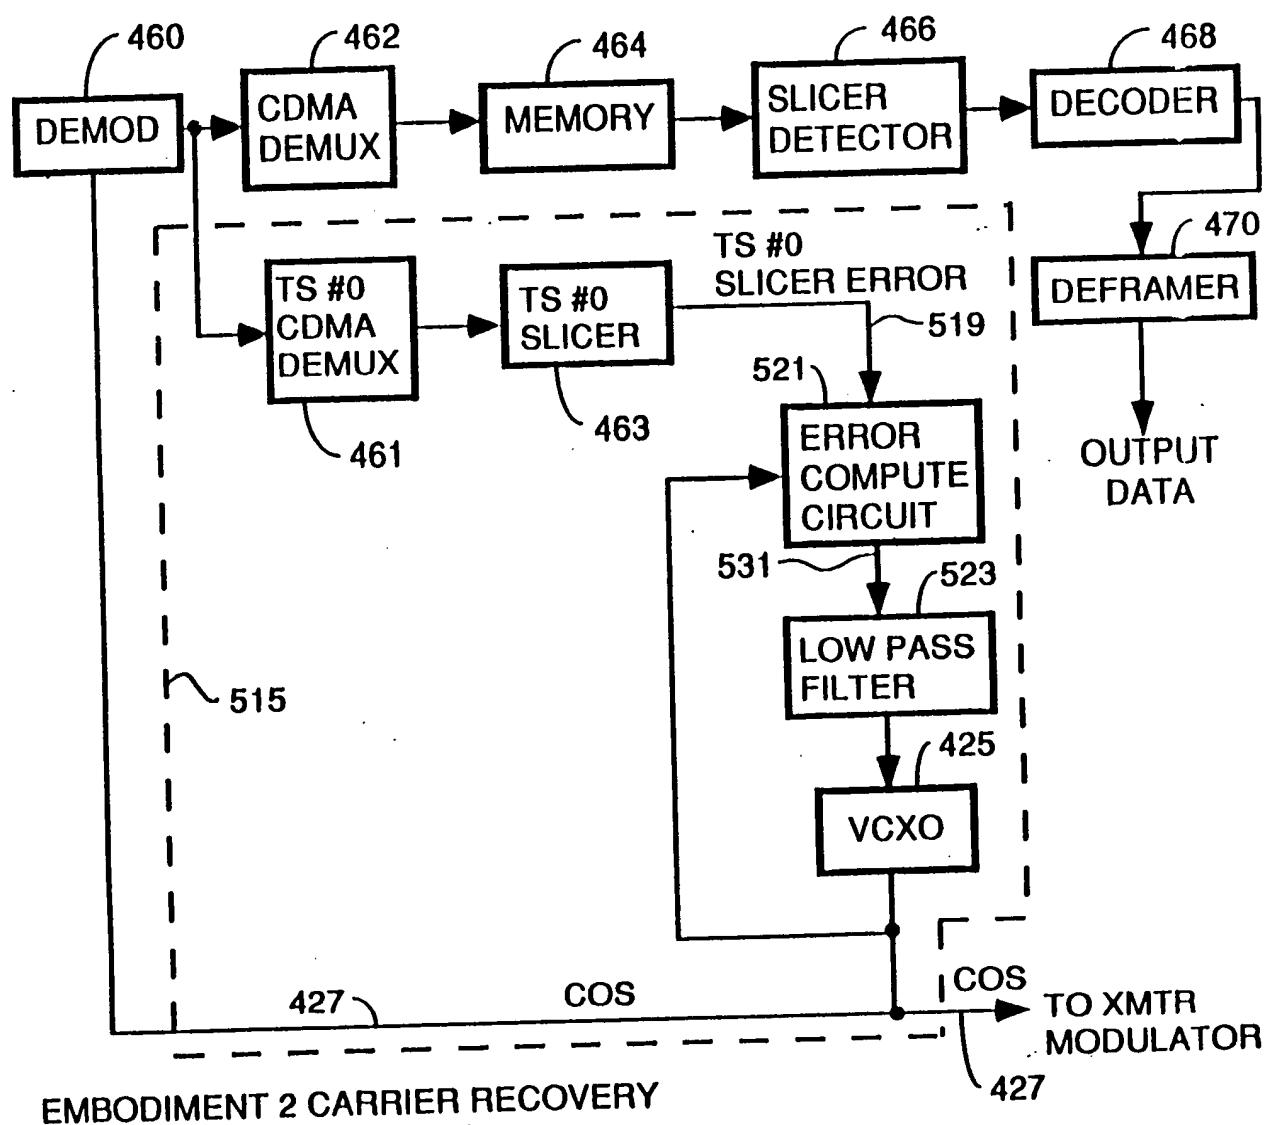 460
462
464
466
468
DEMOD
CDMA
DEMUX
MEMORY
SLICER
DETECTOR
DECODER
470
DEFRAMER
OUTPUT
DATA
TS #0
CDMA
DEMUX
461
TS #0
SLICER
463
TS #0
SLICER ERROR
519
521
ERROR
COMPUTE
CIRCUIT
531
523
LOW PASS
FILTER
515
425
VCXO
427
COS
COS
TO XMTR
MODULATOR
427
EMBODIMENT 2 CARRIER RECOVERY